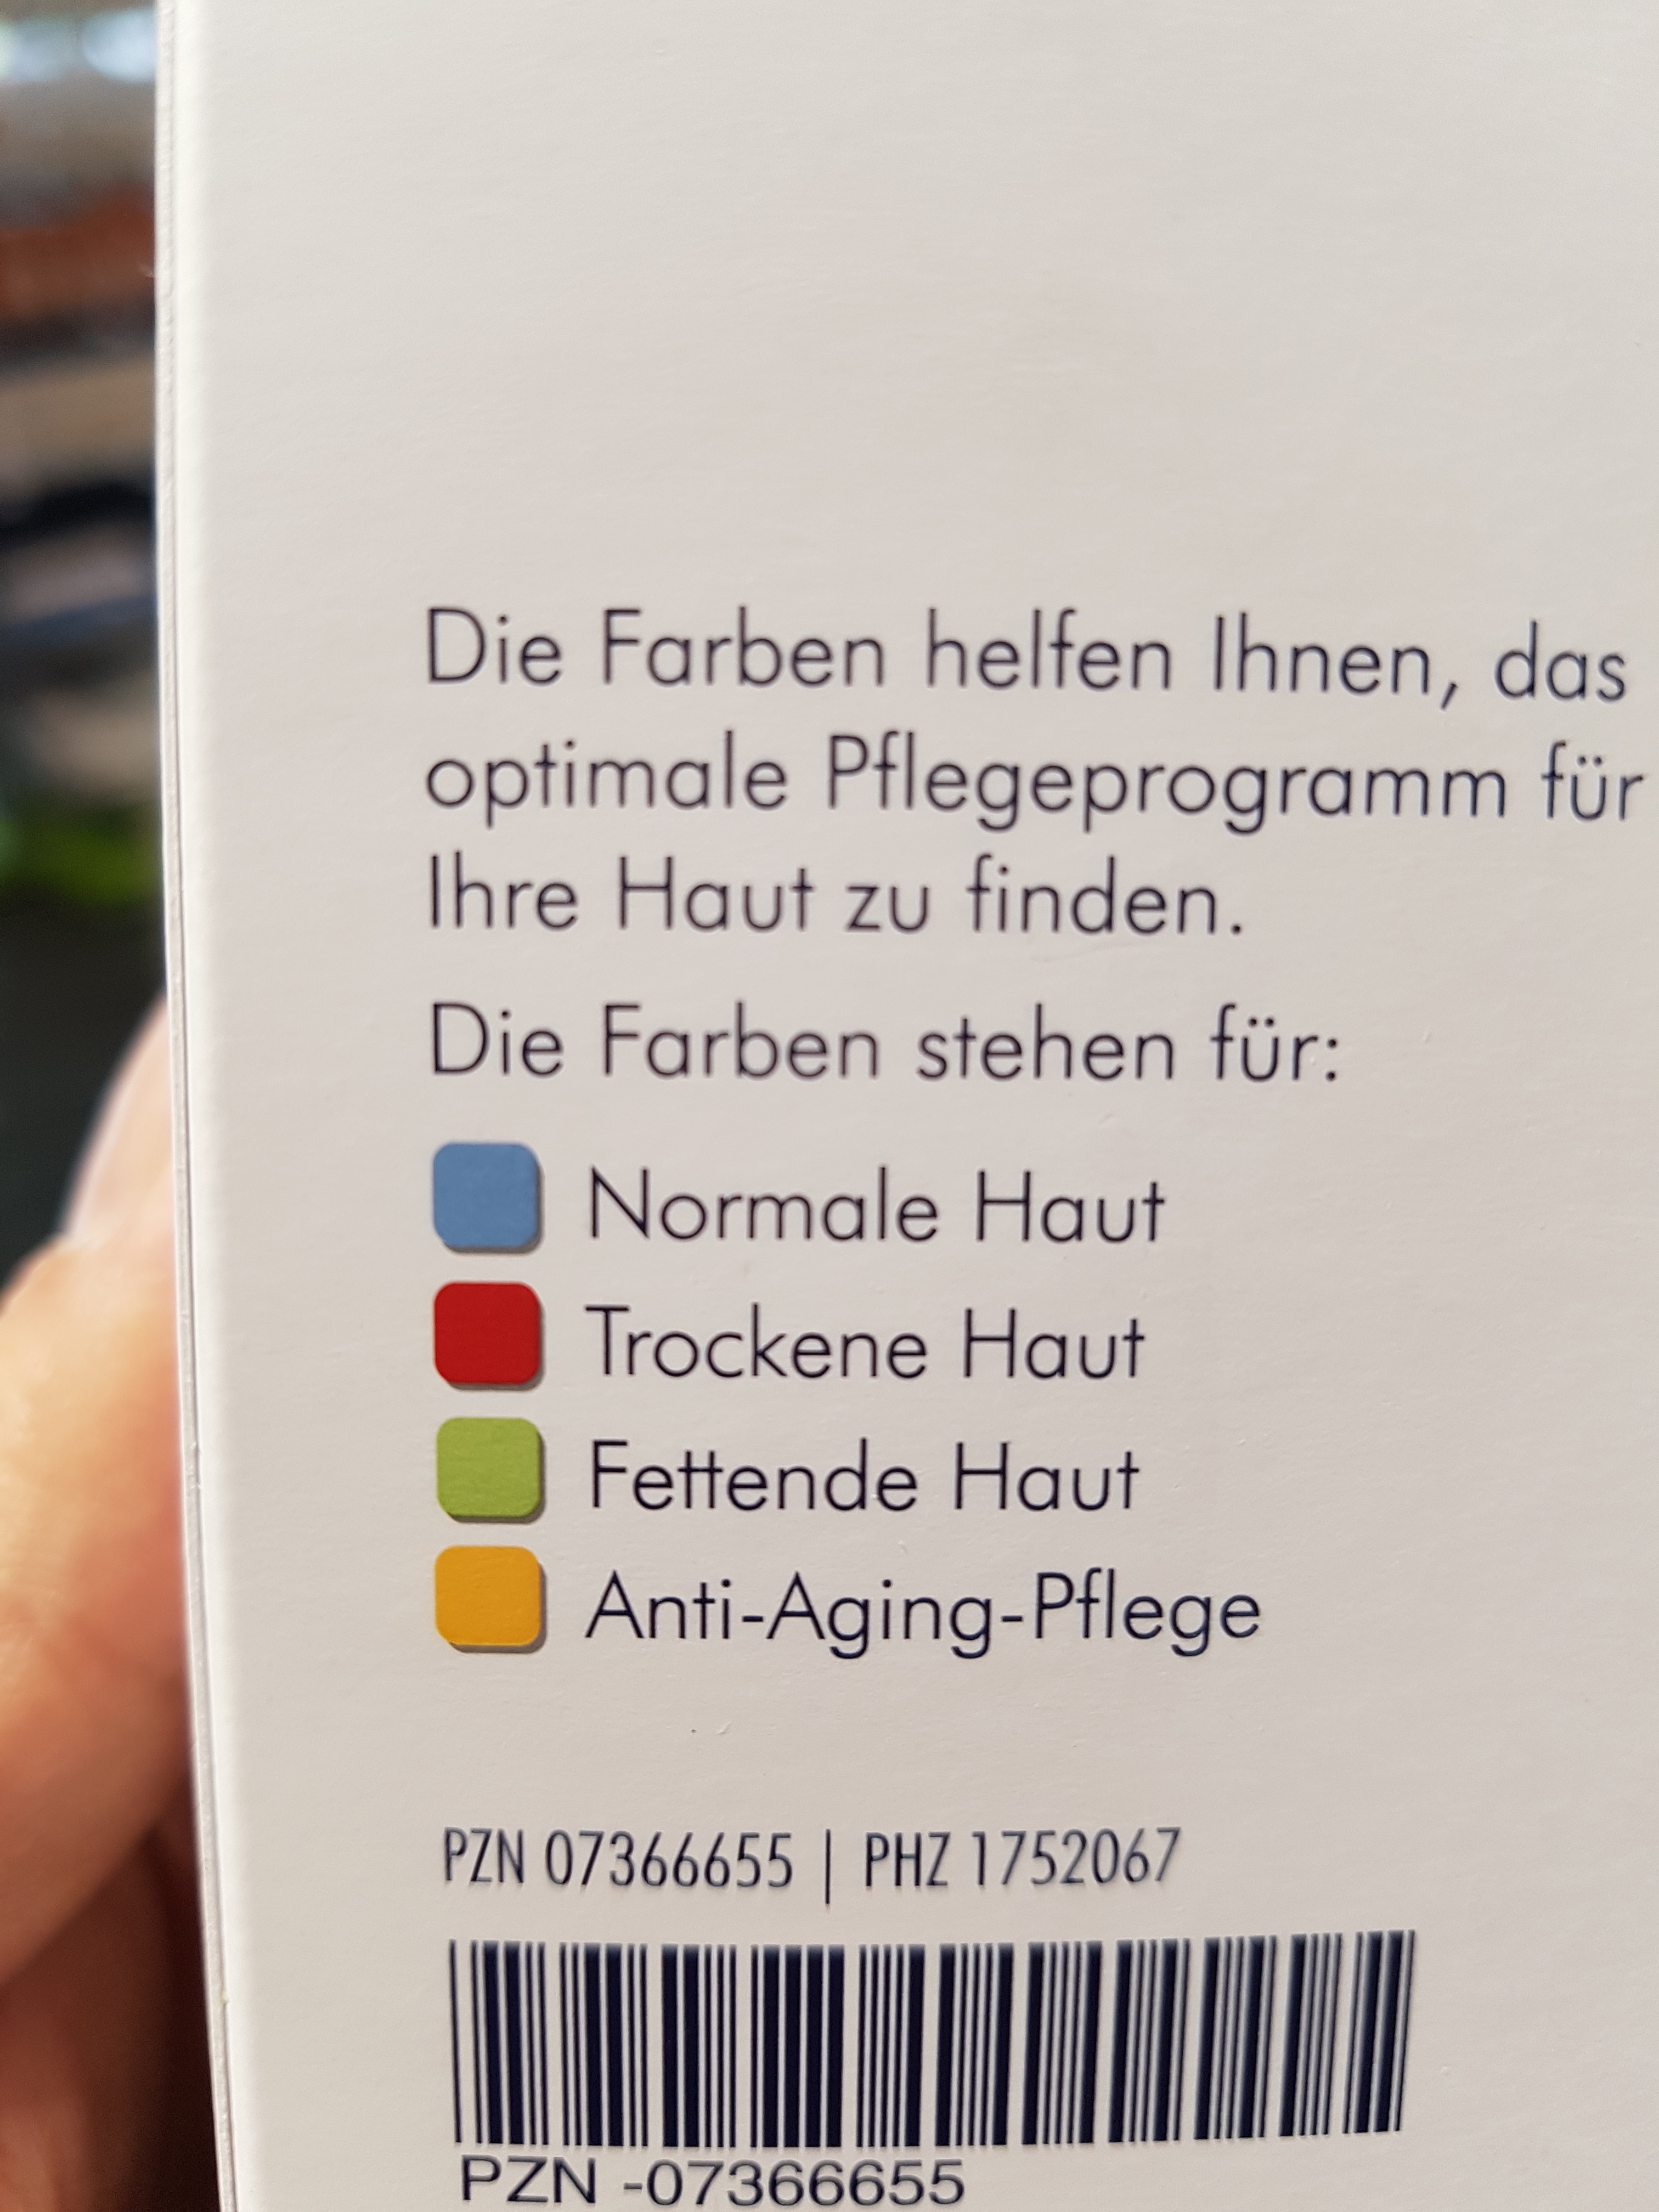 Die Farben helfen Ihnen, das
optimale Pflegeprogramm für
Ihre Haut zu finden.
Die Farben stehen für:
Normale Haut
Trockene Haut
Fettende Haut
Anti-Aging-Pflege
PZN 07366655 | PHZ 1752067
PZN -07366655